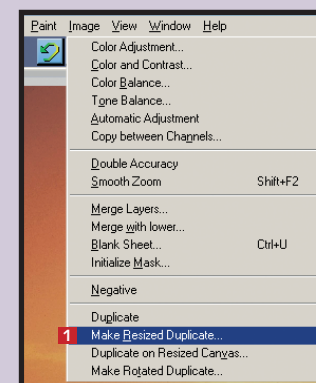 Paint Image View Window Help
Color Adjustment...
Color and Contrast...
Color Balance...
Tone Balance...
Automatic Adjustment
Copy between Channels...
Double Accuracy
Smooth Zoom Shift+F2
Merge Layers...
Merge with lower...
Blank Sheet... Ctrl+U
Initialize Mask...
Negative
Duplicate
1 Make Resized Duplicate...
Duplicate on Resized Canvas...
Make Rotated Duplicate...